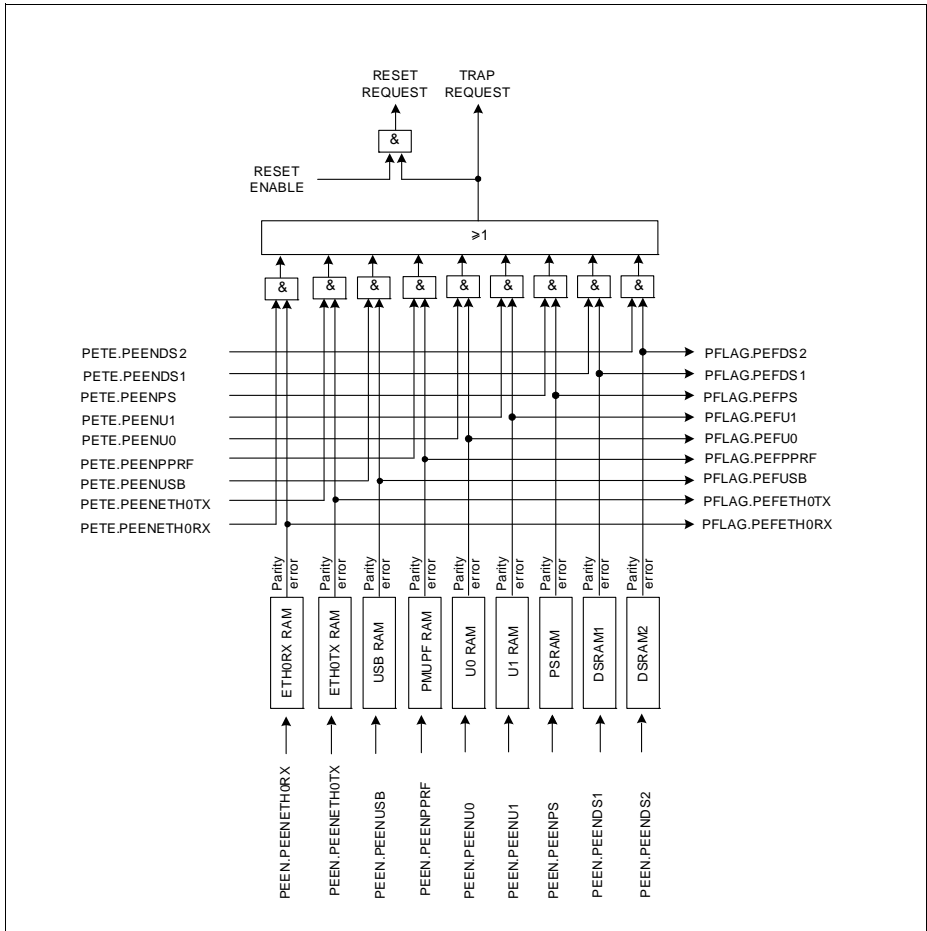 RESET
REQUEST
TRAP
REQUEST
&
RESET
ENABLE
≥1
& & & & & & & & &
PETE.PEENDS2
PETE.PEENDS1
PETE.PEENPS
PETE.PEENU1
PETE.PEENU0
PETE.PEENPPRF
PETE.PEENUSB
PETE.PEENETH0TX
PETE.PEENETH0RX
PFLAG.PEFDS2
PFLAG.PEFDS1
PFLAG.PEFPS
PFLAG.PEFU1
PFLAG.PEFU0
PFLAG.PEFPPRF
PFLAG.PEFUSB
PFLAG.PEFETH0TX
PFLAG.PEFETH0RX
Parity
error
Parity
error
Parity
error
Parity
error
Parity
error
Parity
error
Parity
error
Parity
error
Parity
error
ETH0RX RAM
ETH0TX RAM
USB RAM
PMUPF RAM
U0 RAM
U1 RAM
PSRAM
DSRAM1
DSRAM2
PEEN.PEENETH0RX
PEEN.PEENETH0TX
PEEN.PEENUSB
PEEN.PEENPPRF
PEEN.PEENU0
PEEN.PEENU1
PEEN.PEENPS
PEEN.PEENDS1
PEEN.PEENDS2